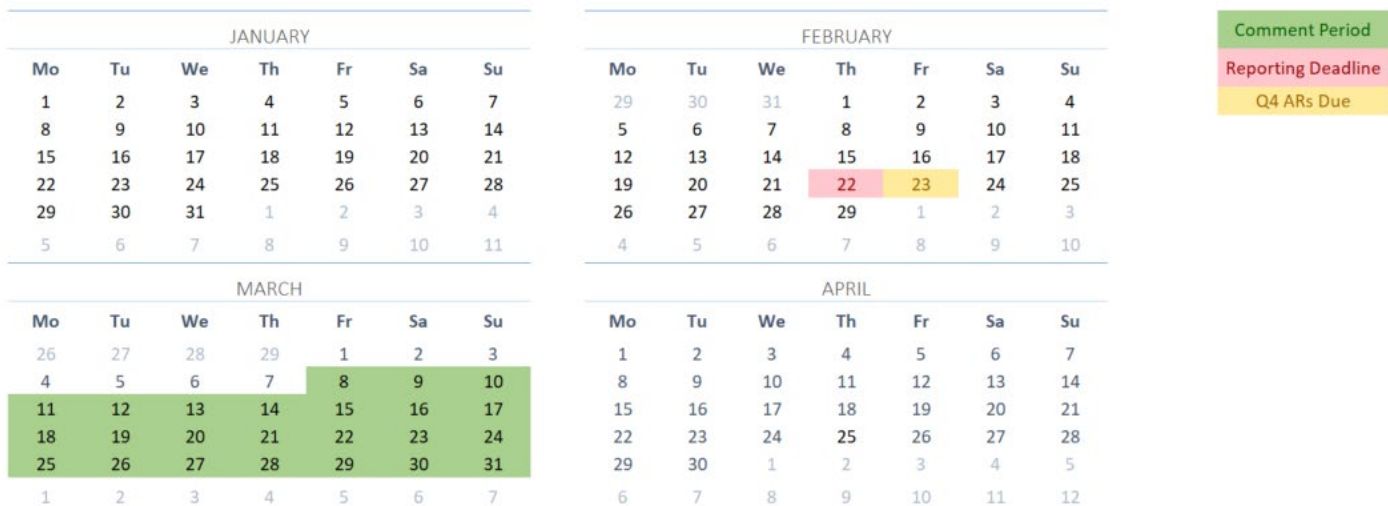 JANUARY
Mo Tu We Th Fr Sa Su
1 2 3 4 5 6 7
8 9 10 11 12 13 14
15 16 17 18 19 20 21
22 23 24 25 26 27 28
29 30 31 1 2 3 4
5 6 7 8 9 10 11
FEBRUARY
Mo Tu We Th Fr Sa Su
29 30 31 1 2 3 4
5 6 7 8 9 10 11
12 13 14 15 16 17 18
19 20 21 22 23 24 25
26 27 28 29 1 2 3
4 5 6 7 8 9 10
Comment Period
Reporting Deadline
Q4 ARs Due
MARCH
Mo Tu We Th Fr Sa Su
26 27 28 29 1 2 3
4 5 6 7 8 9 10
11 12 13 14 15 16 17
18 19 20 21 22 23 24
25 26 27 28 29 30 31
1 2 3 4 5 6 7
APRIL
Mo Tu We Th Fr Sa Su
1 2 3 4 5 6 7
8 9 10 11 12 13 14
15 16 17 18 19 20 21
22 23 24 25 26 27 28
29 30 1 2 3 4 5
6 7 8 9 10 11 12